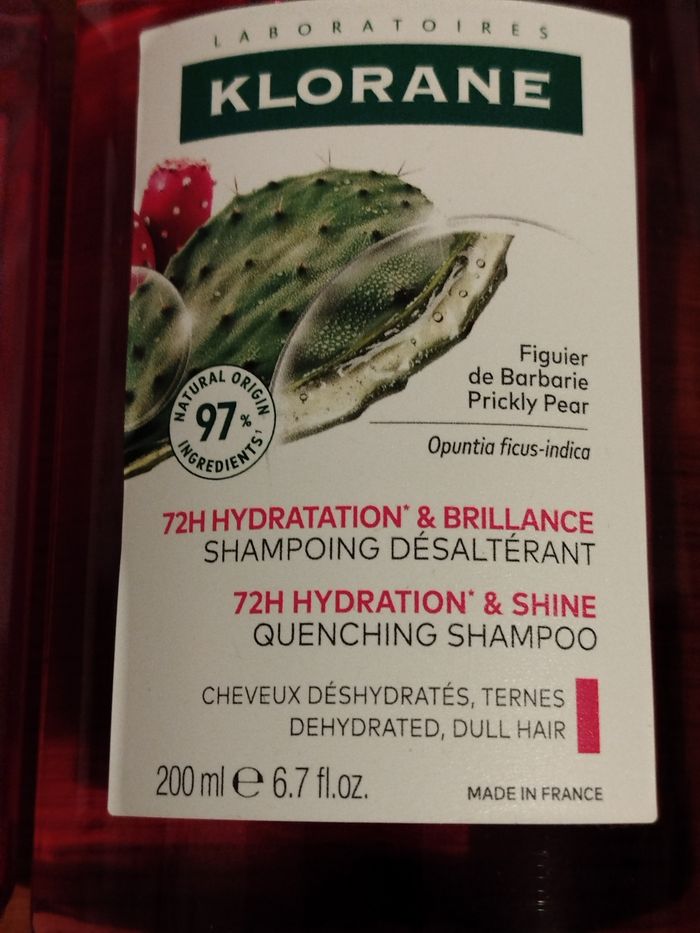 LABORATOIRES
KLORANE
Figuier
de Barbarie
Prickly Pear
Opuntia ficus-indica
NATURAL ORIGIN
97%
INGREDIENTS¹
72H HYDRATATION* & BRILLANCE
SHAMPOING DÉSALTÉRANT
72H HYDRATION* & SHINE
QUENCHING SHAMPOO
CHEVEUX DÉSHYDRATÉS, TERNES
DEHYDRATED, DULL HAIR
200 ml ℮ 6.7 fl.oz.
MADE IN FRANCE